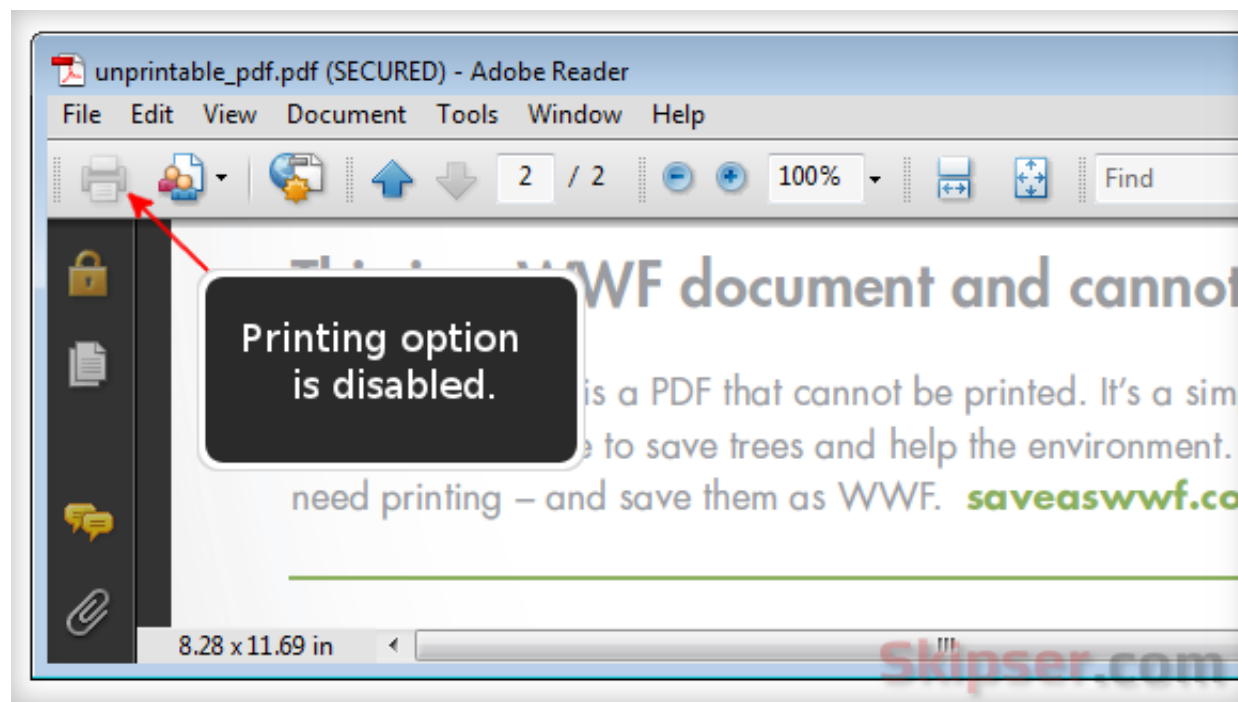 unprintable_pdf.pdf (SECURED) - Adobe Reader
File Edit View Document Tools Window Help
2 / 2 100% Find
WWF document and cannot
Printing option
is disabled.
is a PDF that cannot be printed. It's a sim
to save trees and help the environment.
need printing – and save them as WWF. saveaswwf.co
8.28 x 11.69 in
Skipser.com